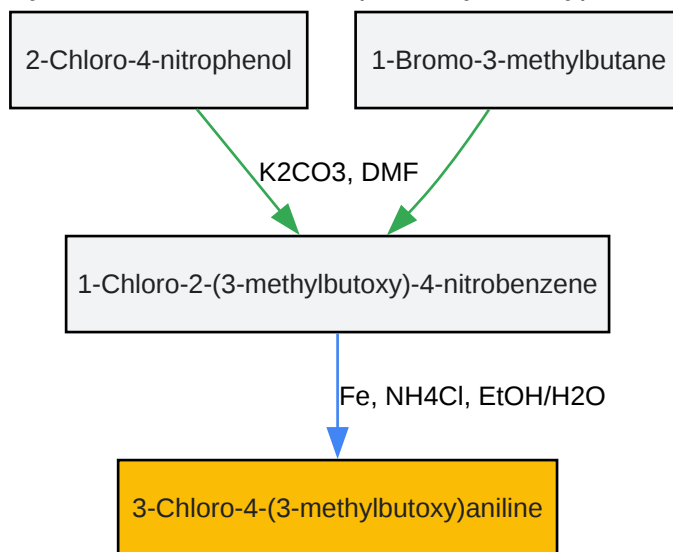 2-Chloro-4-nitrophenol
1-Bromo-3-methylbutane
K2CO3, DMF
1-Chloro-2-(3-methylbutoxy)-4-nitrobenzene
Fe, NH4Cl, EtOH/H2O
3-Chloro-4-(3-methylbutoxy)aniline